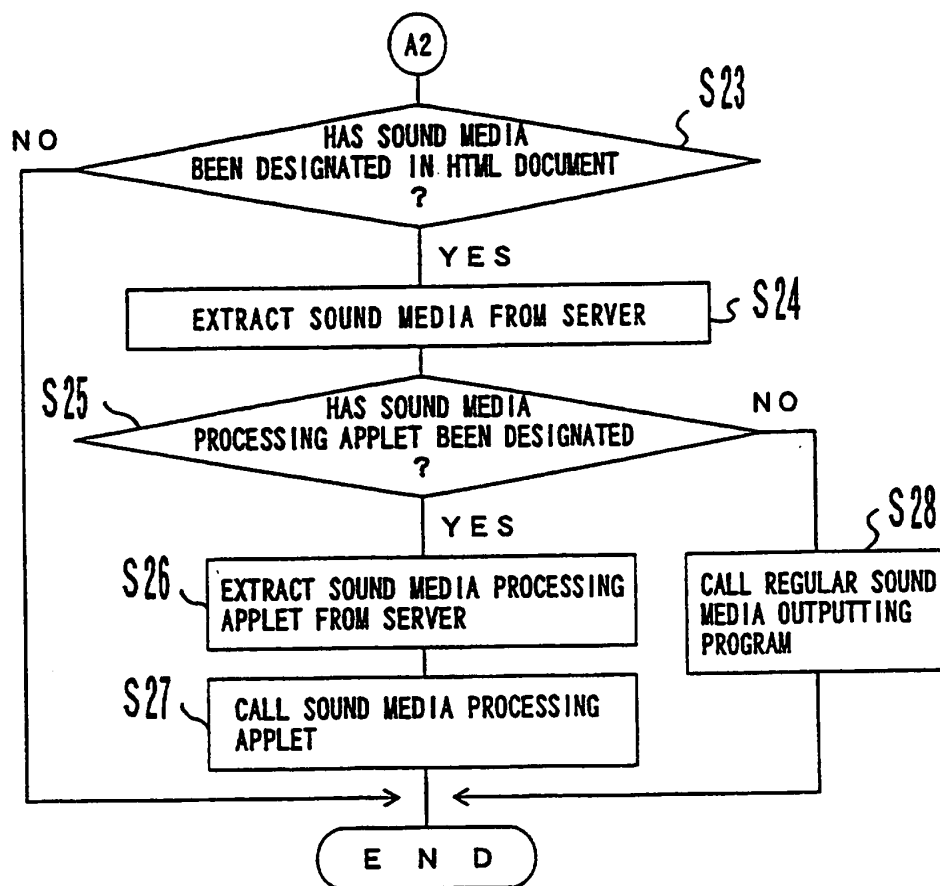 A2
S23
NO
HAS SOUND MEDIA
BEEN DESIGNATED IN HTML DOCUMENT
?
YES
EXTRACT SOUND MEDIA FROM SERVER
S24
S25
HAS SOUND MEDIA
PROCESSING APPLET BEEN DESIGNATED
?
NO
YES
S28
S26
EXTRACT SOUND MEDIA PROCESSING
APPLET FROM SERVER
CALL REGULAR SOUND
MEDIA OUTPUTTING
PROGRAM
S27
CALL SOUND MEDIA PROCESSING
APPLET
END